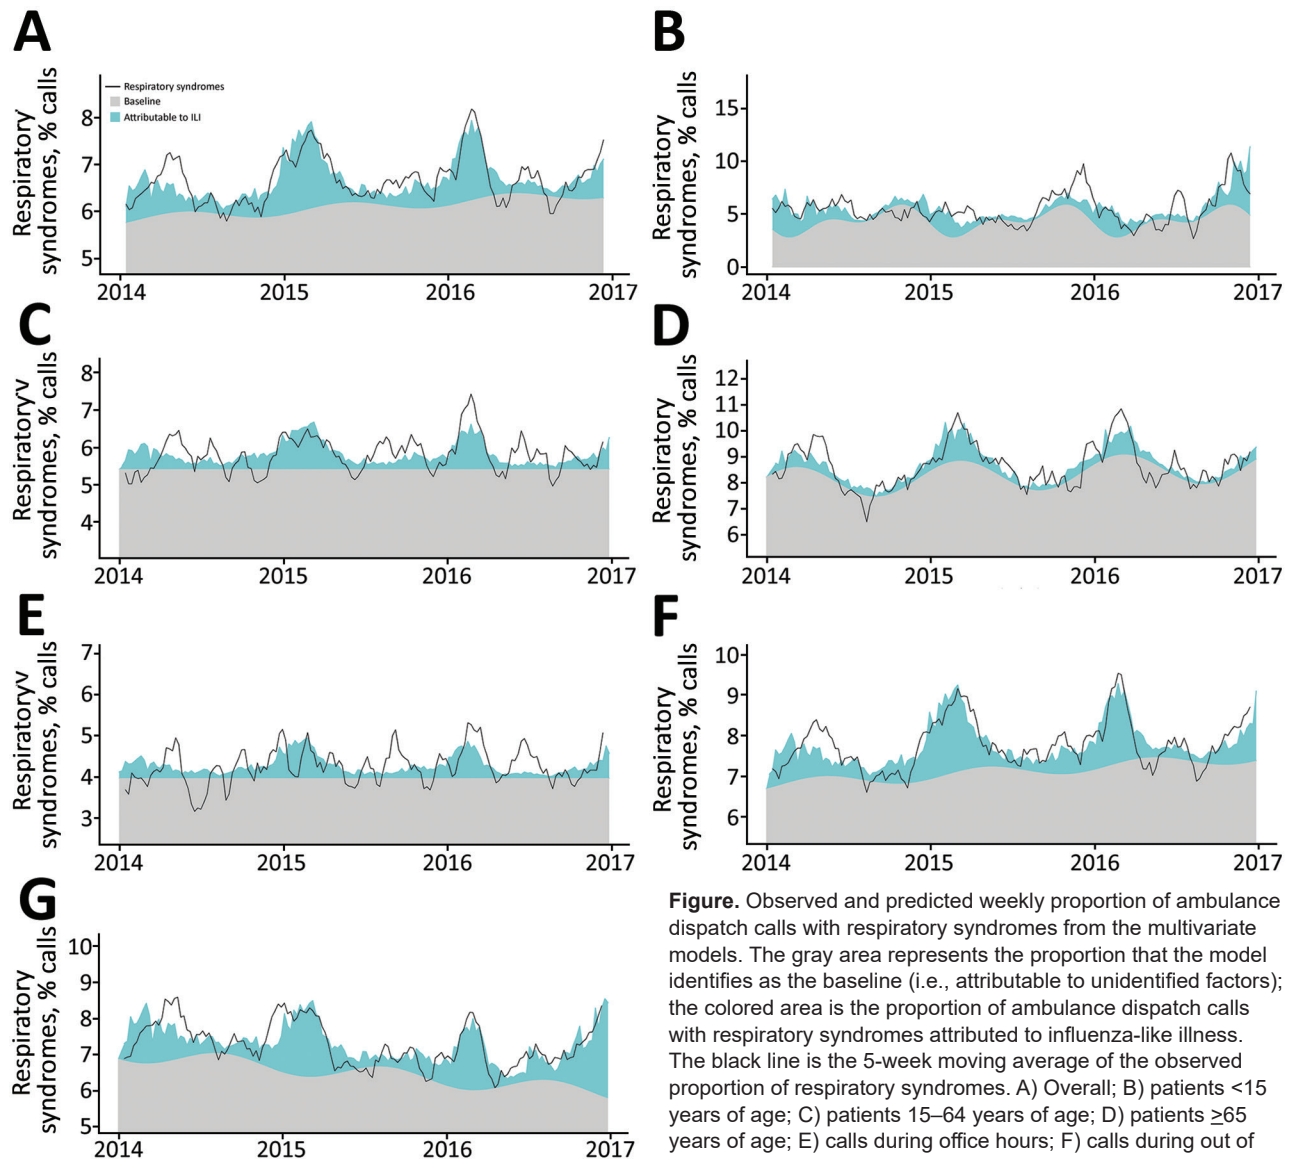 A
Respiratory
syndromes, % calls
Respiratory syndromes
Baseline
Attributable to ILI
8
7
6
5
2014 2015 2016 2017
B
Respiratory
syndromes, % calls
15
10
5
0
2014 2015 2016 2017
C
Respiratory
syndromes, % calls
8
7
6
5
4
2014 2015 2016 2017
D
Respiratory
syndromes, % calls
12
11
10
9
8
7
6
2014 2015 2016 2017
E
Respiratory
syndromes, % calls
7
6
5
4
3
2014 2015 2016 2017
F
Respiratory
syndromes, % calls
10
9
8
7
6
2014 2015 2016 2017
G
Respiratory
syndromes, % calls
10
9
8
7
6
5
2014 2015 2016 2017
Figure. Observed and predicted weekly proportion of ambulance
dispatch calls with respiratory syndromes from the multivariate
models. The gray area represents the proportion that the model
identifies as the baseline (i.e., attributable to unidentified factors);
the colored area is the proportion of ambulance dispatch calls
with respiratory syndromes attributed to influenza-like illness.
The black line is the 5-week moving average of the observed
proportion of respiratory syndromes. A) Overall; B) patients <15
years of age; C) patients 15–64 years of age; D) patients ≥65
years of age; E) calls during office hours; F) calls during out of